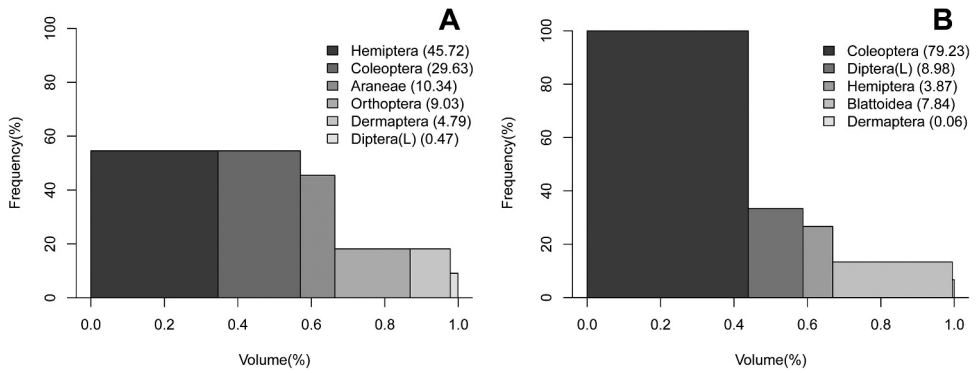 A
Frequency(%)
100
80
60
40
20
0
Hemiptera (45.72)
Coleoptera (29.63)
Araneae (10.34)
Orthoptera (9.03)
Dermaptera (4.79)
Diptera(L) (0.47)
0.0 0.2 0.4 0.6 0.8 1.0
Volume(%)
B
Frequency(%)
100
80
60
40
20
0
Coleoptera (79.23)
Diptera(L) (8.98)
Hemiptera (3.87)
Blattoidea (7.84)
Dermaptera (0.06)
0.0 0.2 0.4 0.6 0.8 1.0
Volume(%)